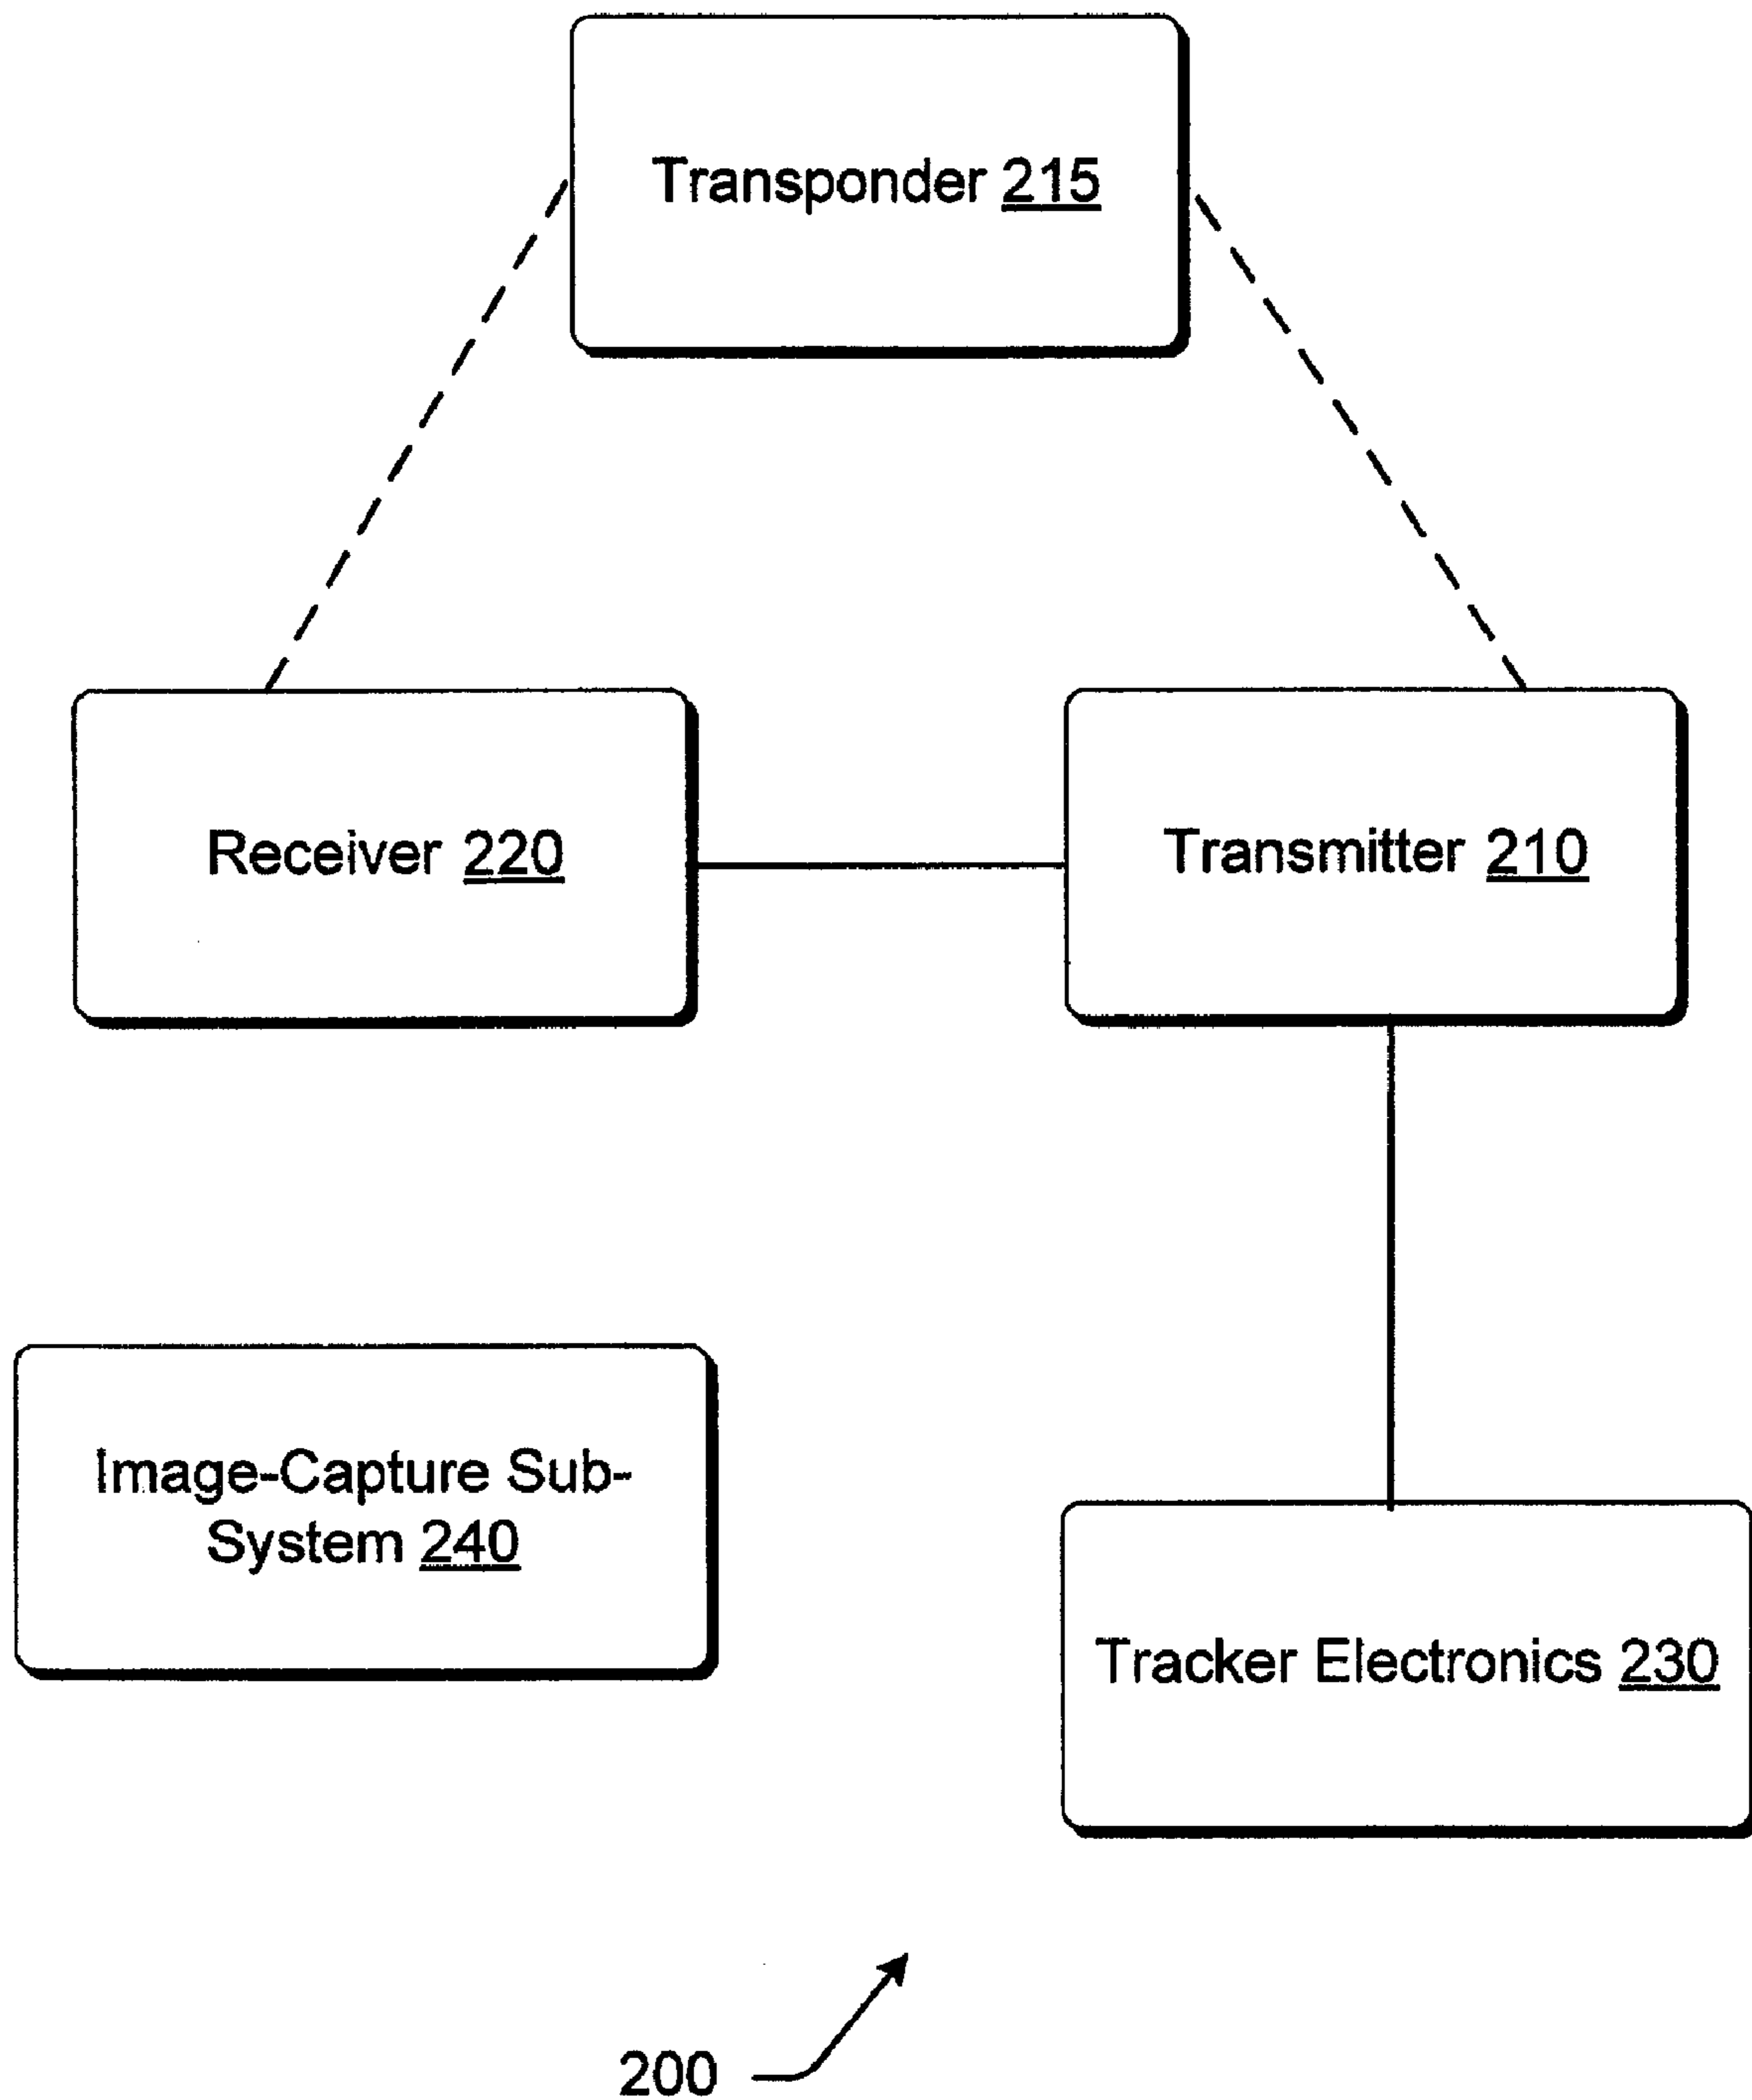 Transponder 215
Receiver 220
Transmitter 210
Image-Capture Sub-
System 240
Tracker Electronics 230
200